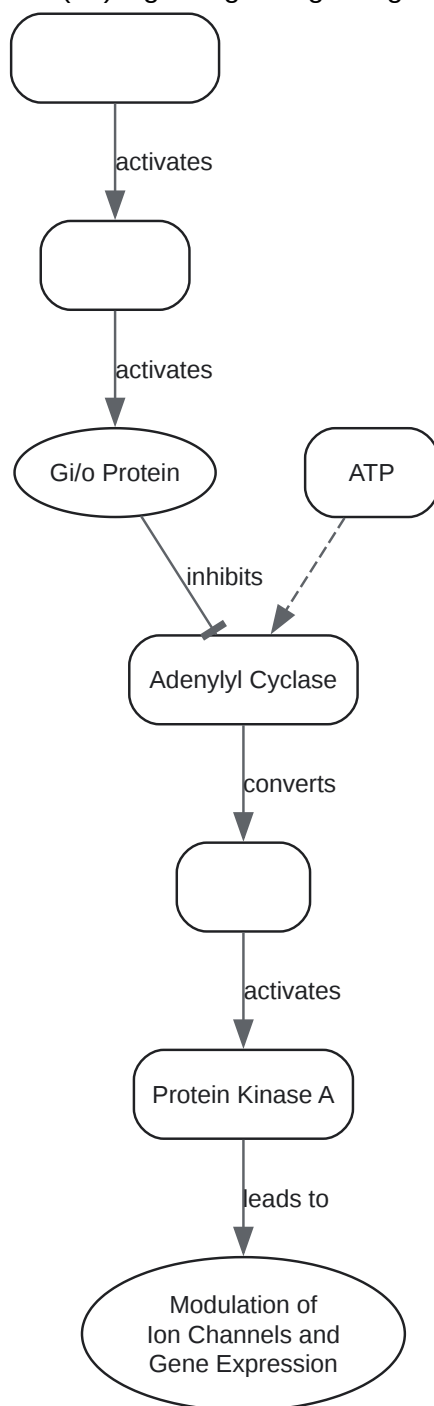 activates
activates
Gi/o Protein
ATP
inhibits
Adenylyl Cyclase
converts
activates
Protein Kinase A
leads to
Modulation of
Ion Channels and
Gene Expression